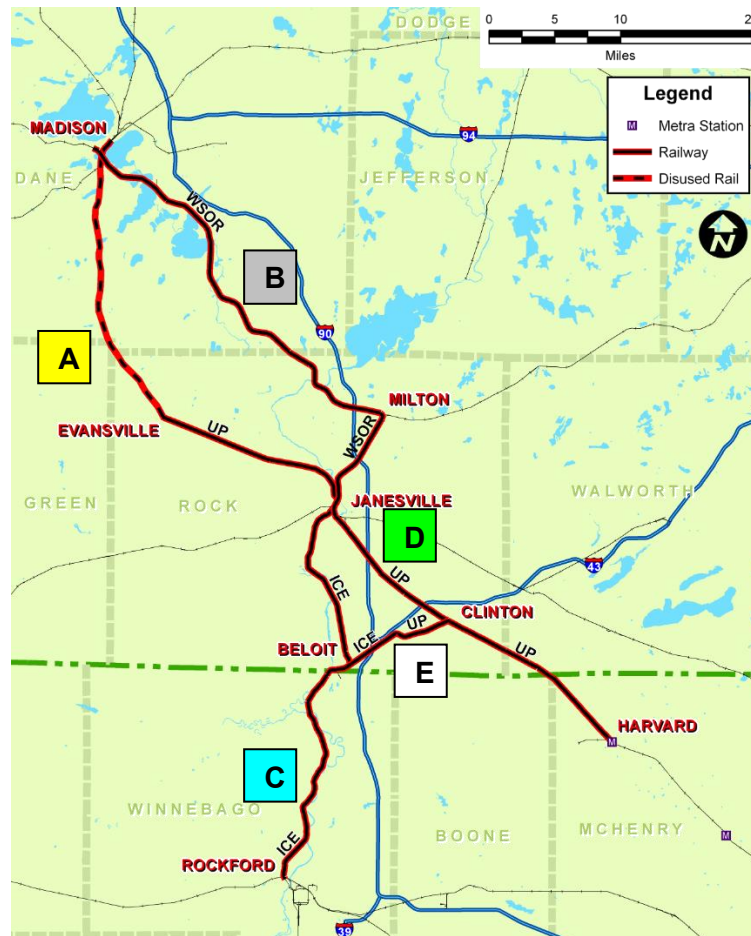 DODGE
0 10 2
Miles
Legend
M Metra Station
Railway
Disused Rail
N
MADISON
94
DANE
JEFFERSON
WSOR
B
90
A
MILTON
EVANSVILLE
UP
WSOR
GREEN
ROCK
JANESVILLE
WALWORTH
D
43
ICE
UP
CLINTON
UP
BELOIT
ICE
UP
E
HARVARD
M
C
WINNEBAGO
M
BOONE
MCHENRY
ICE
ROCKFORD
39